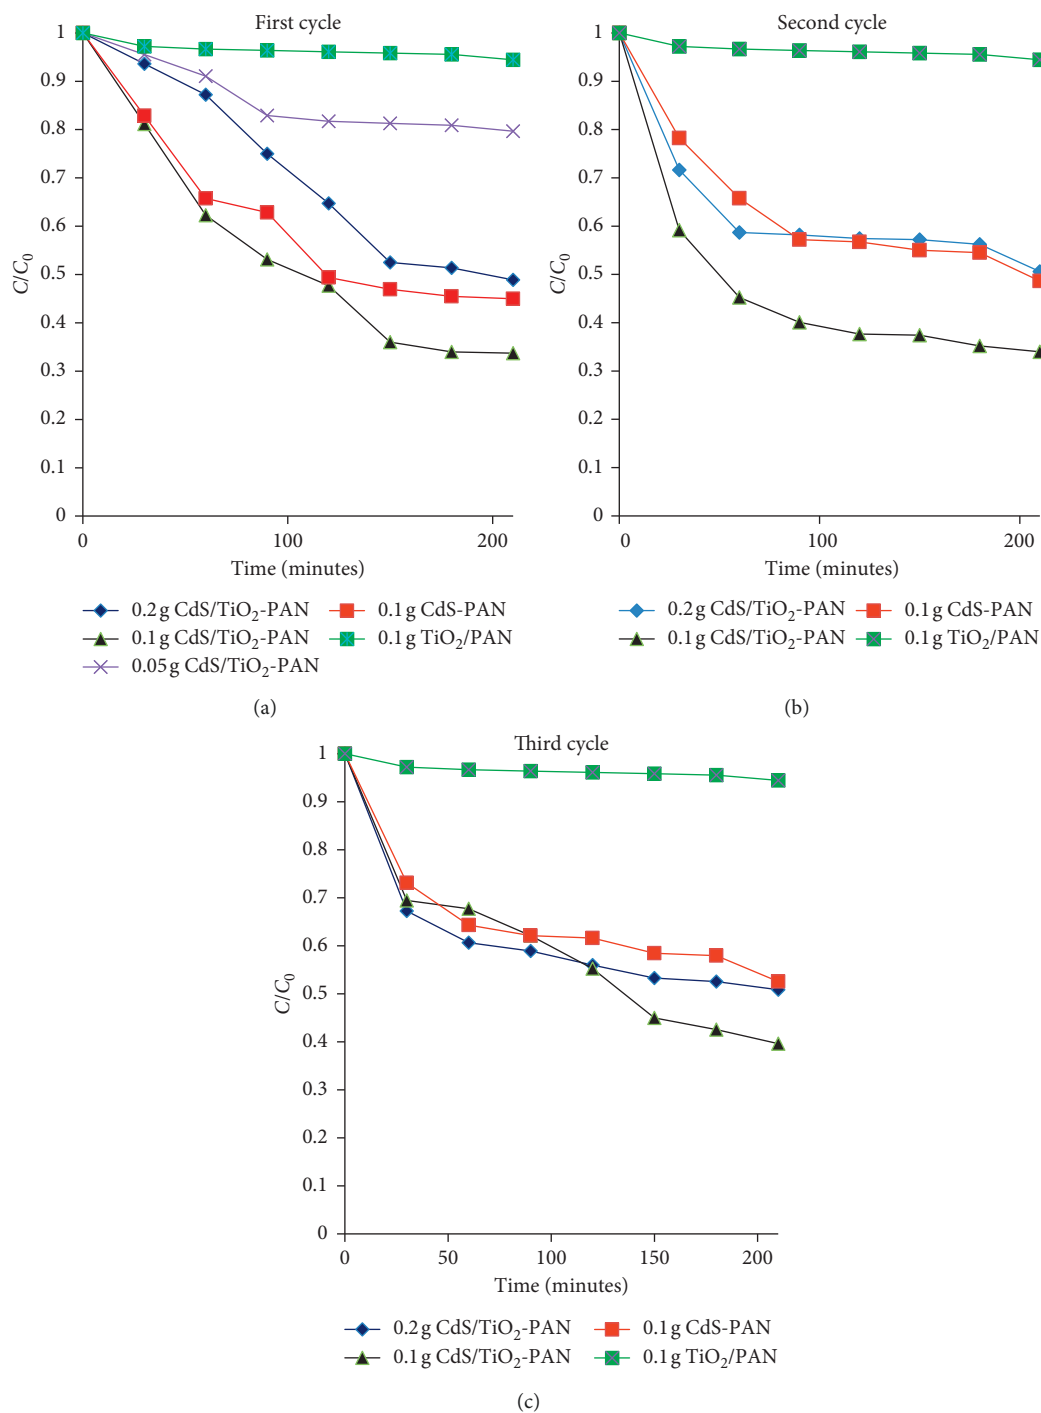 First cycle
1
0.9
0.8
0.7
0.6
0.5
0.4
0.3
0.2
0.1
0
C/C₀
0 100 200
Time (minutes)
0.2 g CdS/TiO₂-PAN 0.1 g CdS-PAN
0.1 g CdS/TiO₂-PAN 0.1 g TiO₂/PAN
0.05 g CdS/TiO₂-PAN
(a)
Second cycle
1
0.9
0.8
0.7
0.6
0.5
0.4
0.3
0.2
0.1
0
C/C₀
0 100 200
Time (minutes)
0.2 g CdS/TiO₂-PAN 0.1 g CdS-PAN
0.1 g CdS/TiO₂-PAN 0.1 g TiO₂/PAN
(b)
Third cycle
1
0.9
0.8
0.7
0.6
0.5
0.4
0.3
0.2
0.1
0
C/C₀
0 50 100 150 200
Time (minutes)
0.2 g CdS/TiO₂-PAN 0.1 g CdS-PAN
0.1 g CdS/TiO₂-PAN 0.1 g TiO₂/PAN
(c)